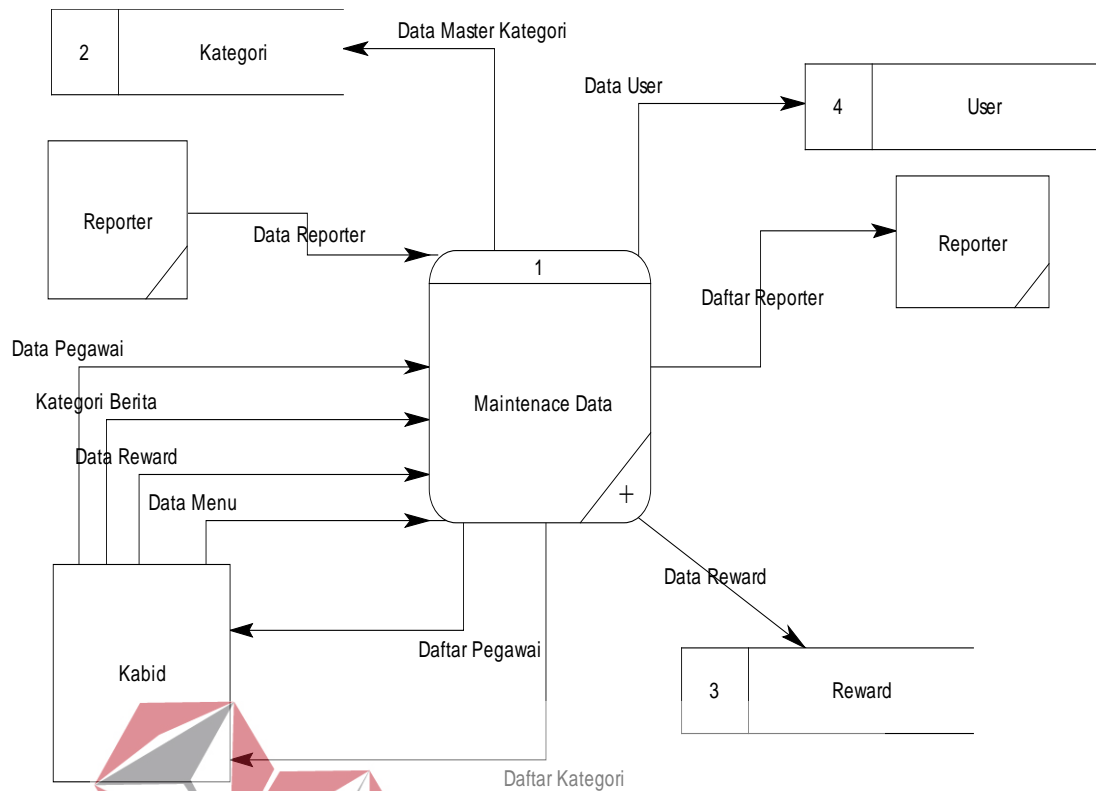 Data Master Kategori
2
Kategori
Data User
4
User
Reporter
Data Reporter
Reporter
1
Daftar Reporter
Data Pegawai
Kategori Berita
Maintenace Data
Data Reward
+
Data Menu
Data Reward
Daftar Pegawai
Kabid
3
Reward
Daftar Kategori